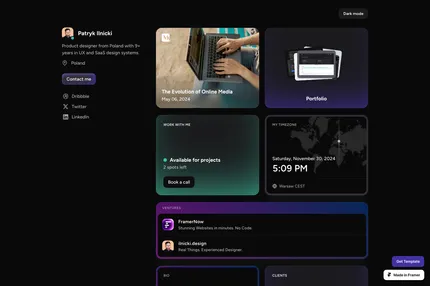 Dark mode
Patryk Ilnicki
Product designer from Poland with 9+
years in UX and SaaS design systems.
Poland
Contact me
Dribbble
Twitter
LinkedIn
The Evolution of Online Media
May 06, 2024
Portfolio
WORK WITH ME
Available for projects
2 spots left
Book a call
MY TIMEZONE
Saturday, November 30, 2024
5:09 PM
Warsaw CEST
VENTURES
FramerNow
Stunning Websites in minutes. No Code.
ilnicki.design
Real Things. Experienced Designer.
BIO
CLIENTS
Get Template
Made in Framer